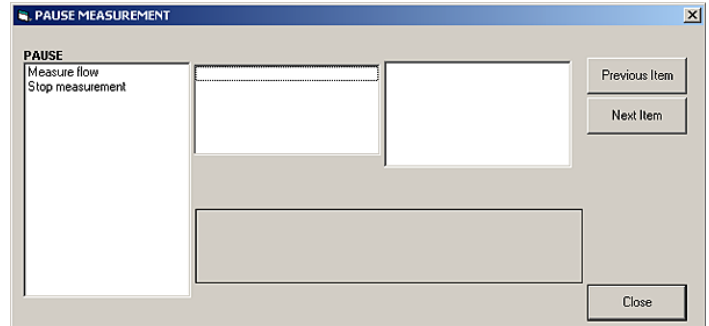 PAUSE MEASUREMENT
PAUSE
Measure flow
Stop measurement
Previous Item
Next Item
Close